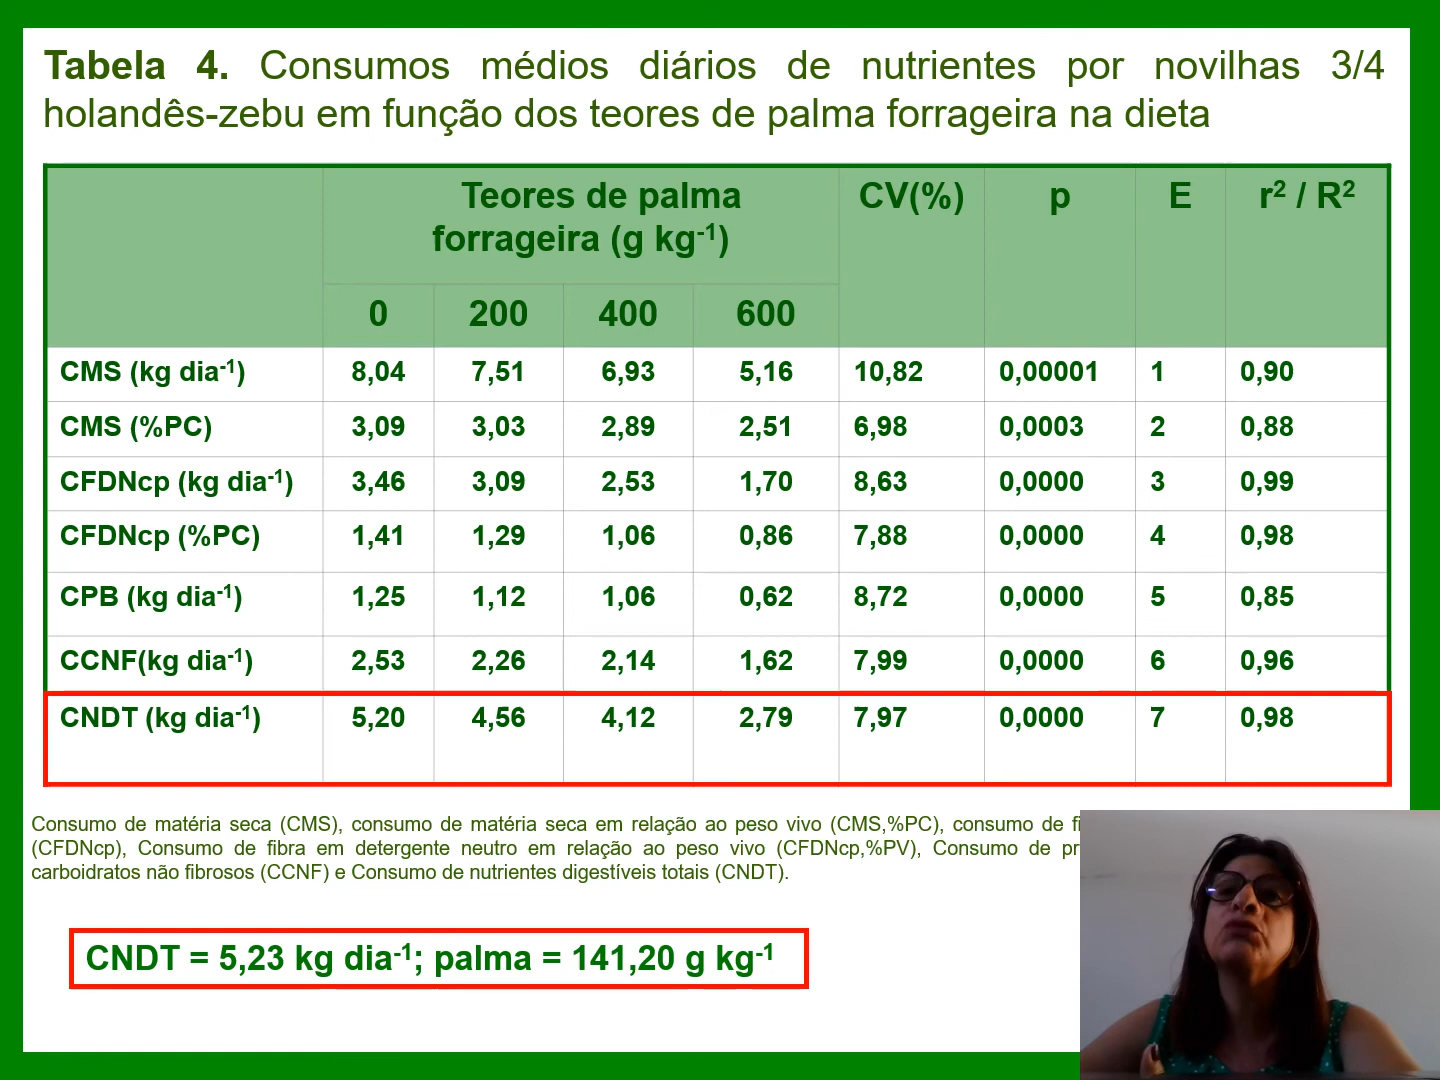 Tabela 4. Consumos médios diários de nutrientes por novilhas 3/4
holandês-zebu em função dos teores de palma forrageira na dieta
Teores de palma forrageira (g kg⁻¹) CV(%) p E r² / R²
0 200 400 600
CMS (kg dia⁻¹) 8,04 7,51 6,93 5,16 10,82 0,00001 1 0,90
CMS (%PC) 3,09 3,03 2,89 2,51 6,98 0,0003 2 0,88
CFDNcp (kg dia⁻¹) 3,46 3,09 2,53 1,70 8,63 0,0000 3 0,99
CFDNcp (%PC) 1,41 1,29 1,06 0,86 7,88 0,0000 4 0,98
CPB (kg dia⁻¹) 1,25 1,12 1,06 0,62 8,72 0,0000 5 0,85
CCNF(kg dia⁻¹) 2,53 2,26 2,14 1,62 7,99 0,0000 6 0,96
CNDT (kg dia⁻¹) 5,20 4,56 4,12 2,79 7,97 0,0000 7 0,98
Consumo de matéria seca (CMS), consumo de matéria seca em relação ao peso vivo (CMS,%PC), consumo de
(CFDNcp), Consumo de fibra em detergente neutro em relação ao peso vivo (CFDNcp,%PV), Consumo de
carboidratos não fibrosos (CCNF) e Consumo de nutrientes digestíveis totais (CNDT).
CNDT = 5,23 kg dia⁻¹; palma = 141,20 g kg⁻¹